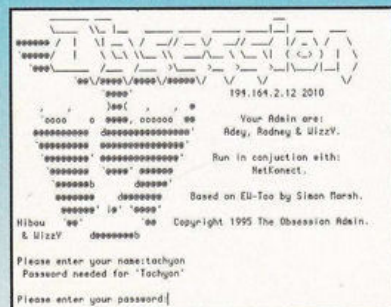 194.164.2.12 2010
Your Admin are:
Adey, Rodney & WizzY.
Run in conjuction with:
NetKonect.
Based on EW-Too by Simon Marsh.
Hibou
& WizzY
Copyright 1995 The Obsession Admin.
Please enter your name:tachyon
Password needed for 'Tachyon'
Please enter your password: